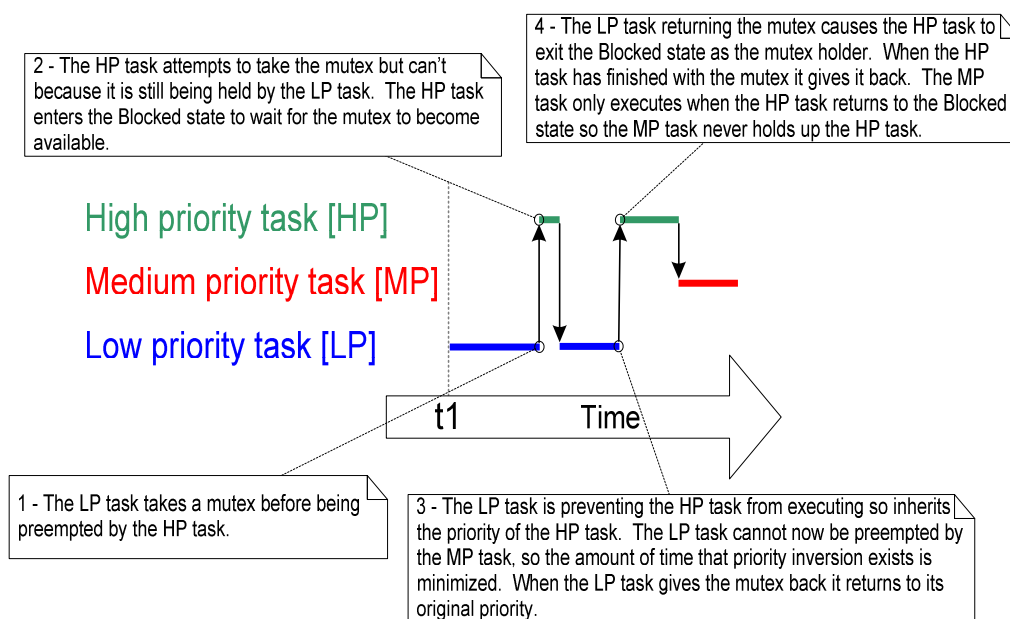 2 - The HP task attempts to take the mutex but can't
because it is still being held by the LP task. The HP task
enters the Blocked state to wait for the mutex to become
available.
4 - The LP task returning the mutex causes the HP task to
exit the Blocked state as the mutex holder. When the HP
task has finished with the mutex it gives it back. The MP
task only executes when the HP task returns to the Blocked
state so the MP task never holds up the HP task.
High priority task [HP]
Medium priority task [MP]
Low priority task [LP]
t1
Time
1 - The LP task takes a mutex before being
preempted by the HP task.
3 - The LP task is preventing the HP task from executing so inherits
the priority of the HP task. The LP task cannot now be preempted by
the MP task, so the amount of time that priority inversion exists is
minimized. When the LP task gives the mutex back it returns to its
original priority.